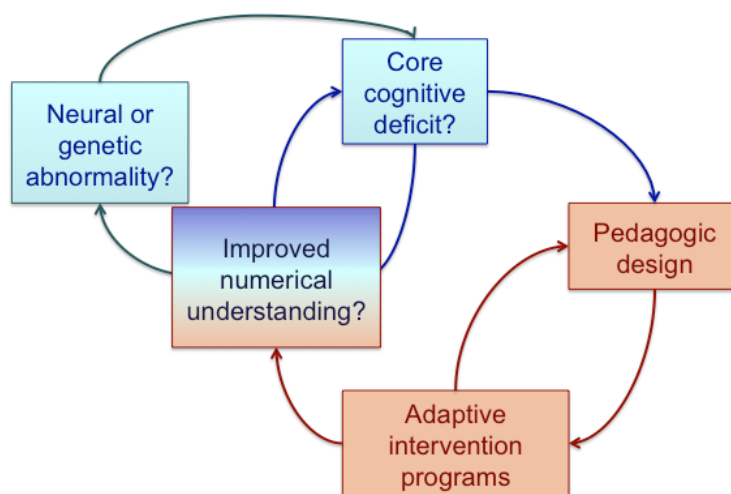 Core
cognitive
deficit?
Neural or
genetic
abnormality?
Improved
numerical
understanding?
Pedagogic
design
Adaptive
intervention
programs